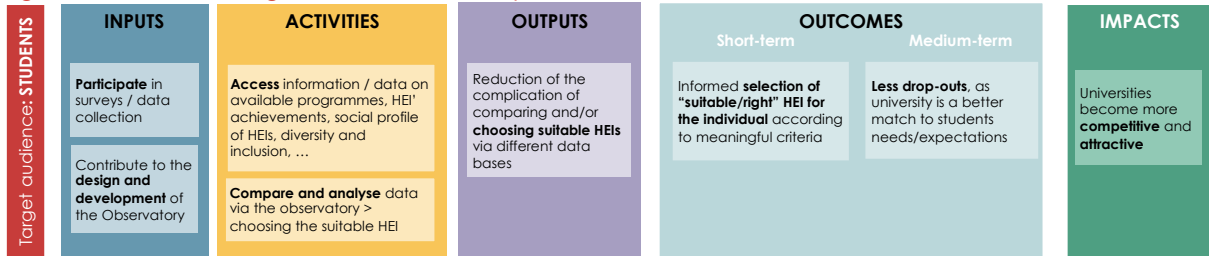 Target audience: STUDENTS
INPUTS
Participate in
surveys / data
collection
Contribute to the
design and
development of
the Observatory
ACTIVITIES
Access information / data on
available programmes, HEI'
achievements, social profile
of HEIs, diversity and
inclusion, …
Compare and analyse data
via the observatory >
choosing the suitable HEI
OUTPUTS
Reduction of the
complication of
comparing and/or
choosing suitable HEIs
via different data
bases
OUTCOMES
Short-term
Informed selection of
“suitable/right” HEI for
the individual according
to meaningful criteria
Medium-term
Less drop-outs, as
university is a better
match to students
needs/expectations
IMPACTS
Universities
become more
competitive and
attractive